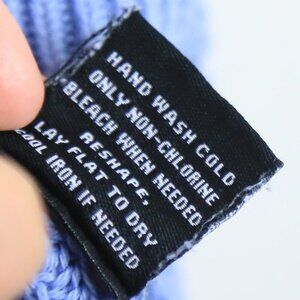 HAND WASH COLD
ONLY NON-CHLORINE
BLEACH WHEN NEEDED
RESHAPE,
LAY FLAT TO DRY
COOL IRON IF NEEDED